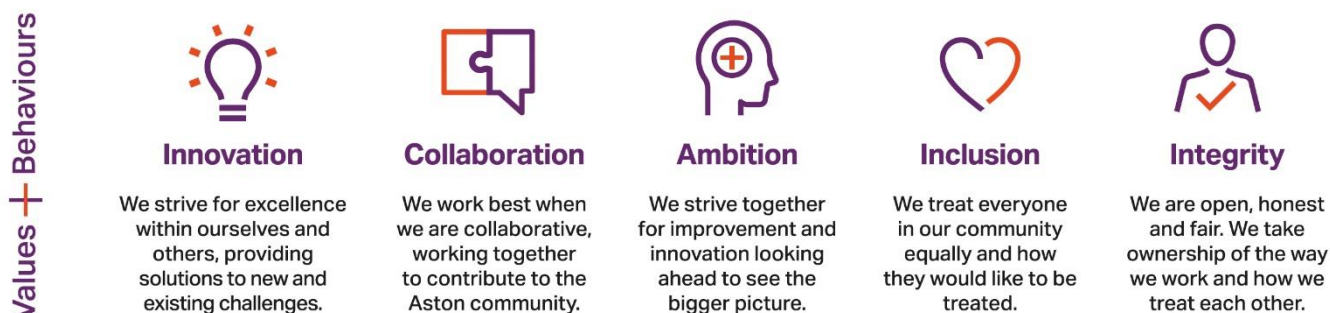 Values + Behaviours
Innovation
We strive for excellence
within ourselves and
others, providing
solutions to new and
existing challenges.
Collaboration
We work best when
we are collaborative,
working together
to contribute to the
Aston community.
Ambition
We strive together
for improvement and
innovation looking
ahead to see the
bigger picture.
Inclusion
We treat everyone
in our community
equally and how
they would like to be
treated.
Integrity
We are open, honest
and fair. We take
ownership of the way
we work and how we
treat each other.